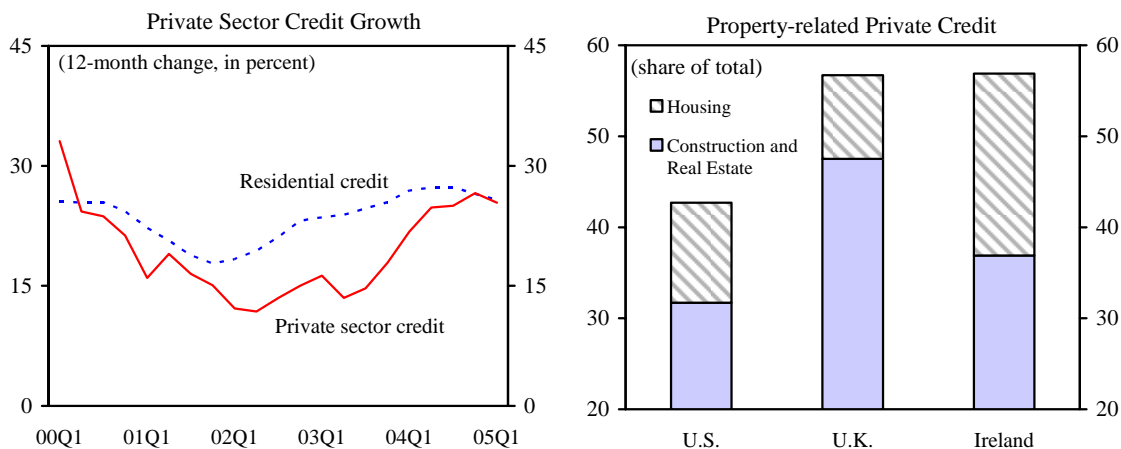 Private Sector Credit Growth
45
45
(12-month change, in percent)
30
30
Residential credit
15
15
Private sector credit
0
0
00Q1 01Q1 02Q1 03Q1 04Q1 05Q1
Property-related Private Credit
60
60
(share of total)
Housing
50
50
Construction and
Real Estate
40
40
30
30
20
20
U.S. U.K. Ireland